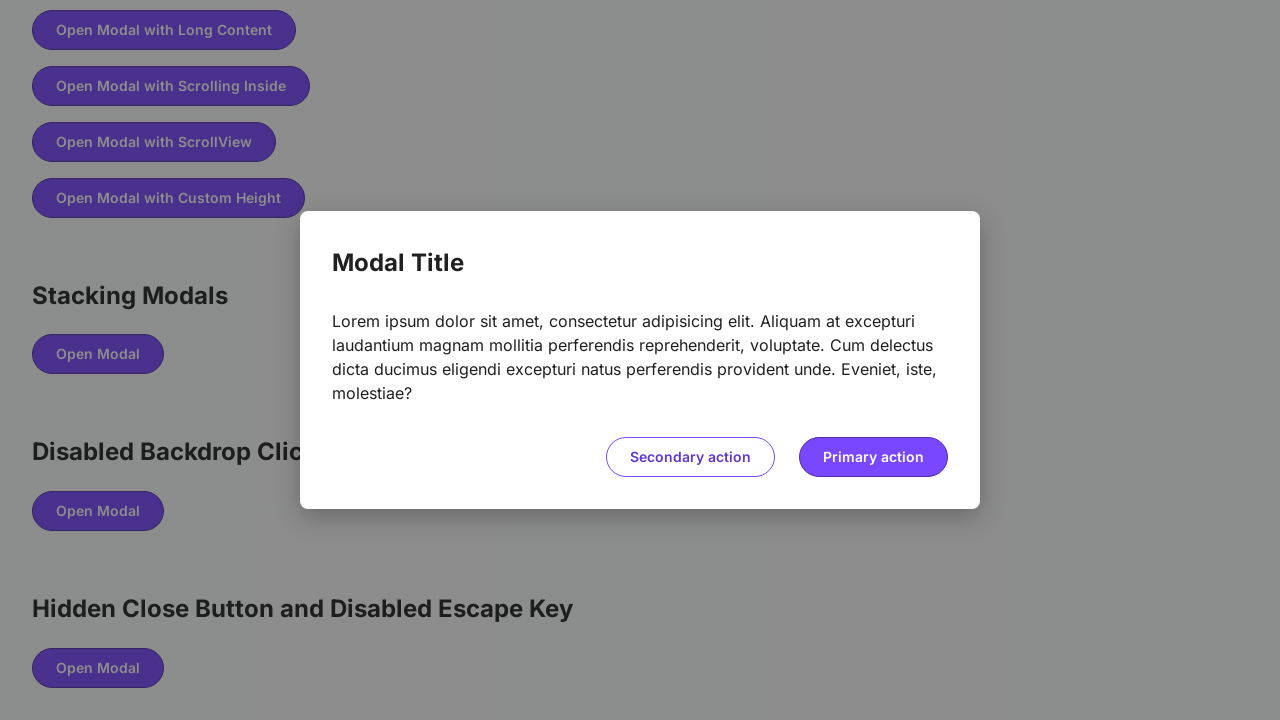 Open Modal with Long Content
Open Modal with Scrolling Inside
Open Modal with ScrollView
Open Modal with Custom Height
Stacking Modals
Open Modal
Disabled Backdrop Clic
Open Modal
Hidden Close Button and Disabled Escape Key
Open Modal
Modal Title
Lorem ipsum dolor sit amet, consectetur adipisicing elit. Aliquam at excepturi
laudantium magnam mollitia perferendis reprehenderit, voluptate. Cum delectus
dicta ducimus eligendi excepturi natus perferendis provident unde. Eveniet, iste,
molestiae?
Secondary action
Primary action